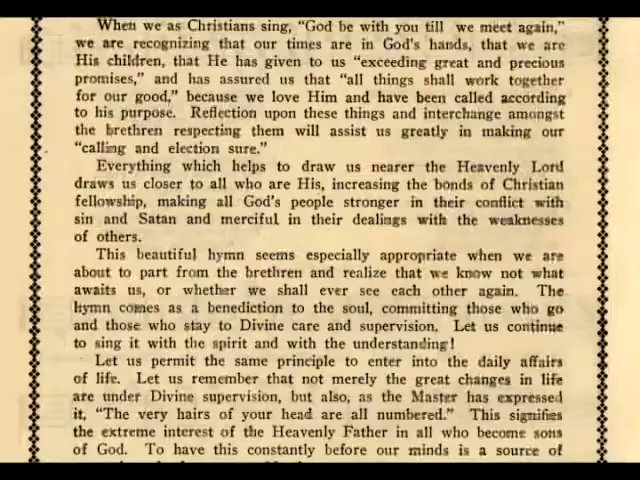 When we as Christians sing, "God be with you till we meet again,"
we are recognizing that our times are in God's hands, that we are
His children, that He has given to us "exceeding great and precious
promises," and has assured us that "all things shall work together
for our good," because we love Him and have been called according
to his purpose. Reflection upon these things and interchange amongst
the brethren respecting them will assist us greatly in making our
"calling and election sure."
Everything which helps to draw us nearer the Heavenly Lord
draws us closer to all who are His, increasing the bonds of Christian
fellowship, making all God's people stronger in their conflict with
sin and Satan and merciful in their dealings with the weaknesses
of others.
This beautiful hymn seems especially appropriate when we are
about to part from the brethren and realize that we know not what
awaits us, or whether we shall ever see each other again. The
hymn comes as a benediction to the soul, committing those who go
and those who stay to Divine care and supervision. Let us continue
to sing it with the spirit and with the understanding!
Let us permit the same principle to enter into the daily affairs
of life. Let us remember that not merely the great changes in life
are under Divine supervision, but also, as the Master has expressed
it, "The very hairs of your head are all numbered." This signifies
the extreme interest of the Heavenly Father in all who become sons
of God. To have this constantly before our minds is a source of